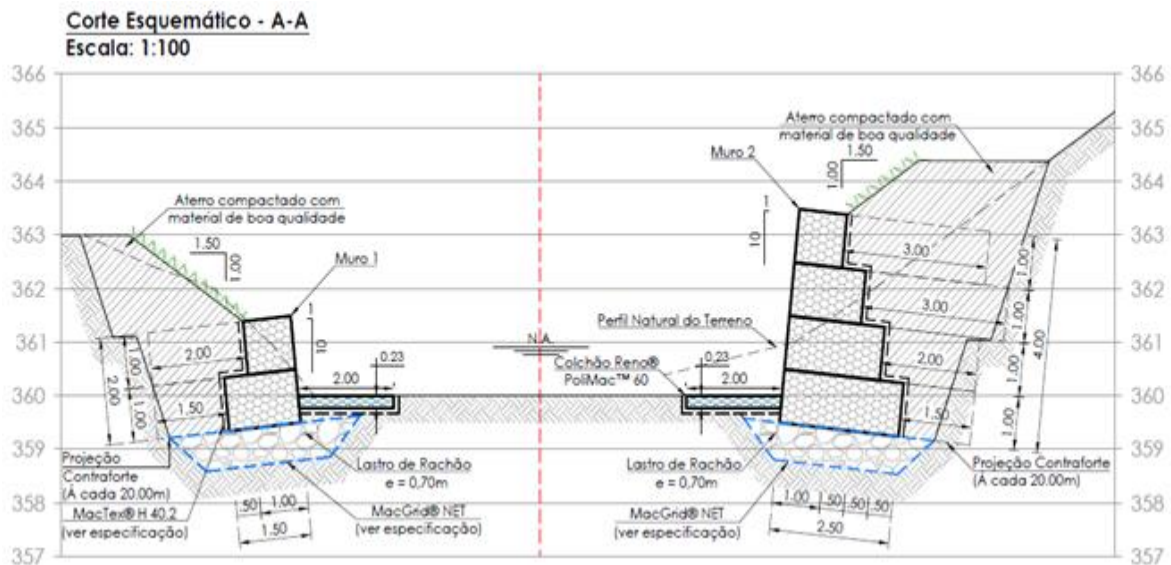 Corte Esquemático - A-A
Escala: 1:100
366
366
365
365
364
364
363
363
362
362
361
361
360
360
359
359
358
358
357
357
Aterro compactado com
material de boa qualidade
1.50
1.00
Muro 1
1
10
2.00
1.00
2.00
1.00
1.50
2.00
0.23
N.A.
Projeção
Contraforte
(À cada 20.00m)
MacTex® H 40.2
(ver especificação)
Lastro de Rachão
e = 0,70m
MacGrid® NET
(ver especificação)
.50
1.00
1.50
Aterro compactado com
material de boa qualidade
Muro 2
1.50
1.00
1
10
3.00
3.00
2.00
1.50
1.00
1.00
1.00
1.00
4.00
Perfil Natural do Terreno
Colchão Reno®
PoliMac™ 60
0.23
2.00
Lastro de Rachão
e = 0,70m
MacGrid® NET
(ver especificação)
Projeção Contraforte
(À cada 20.00m)
1.00
.50
.50
.50
2.50